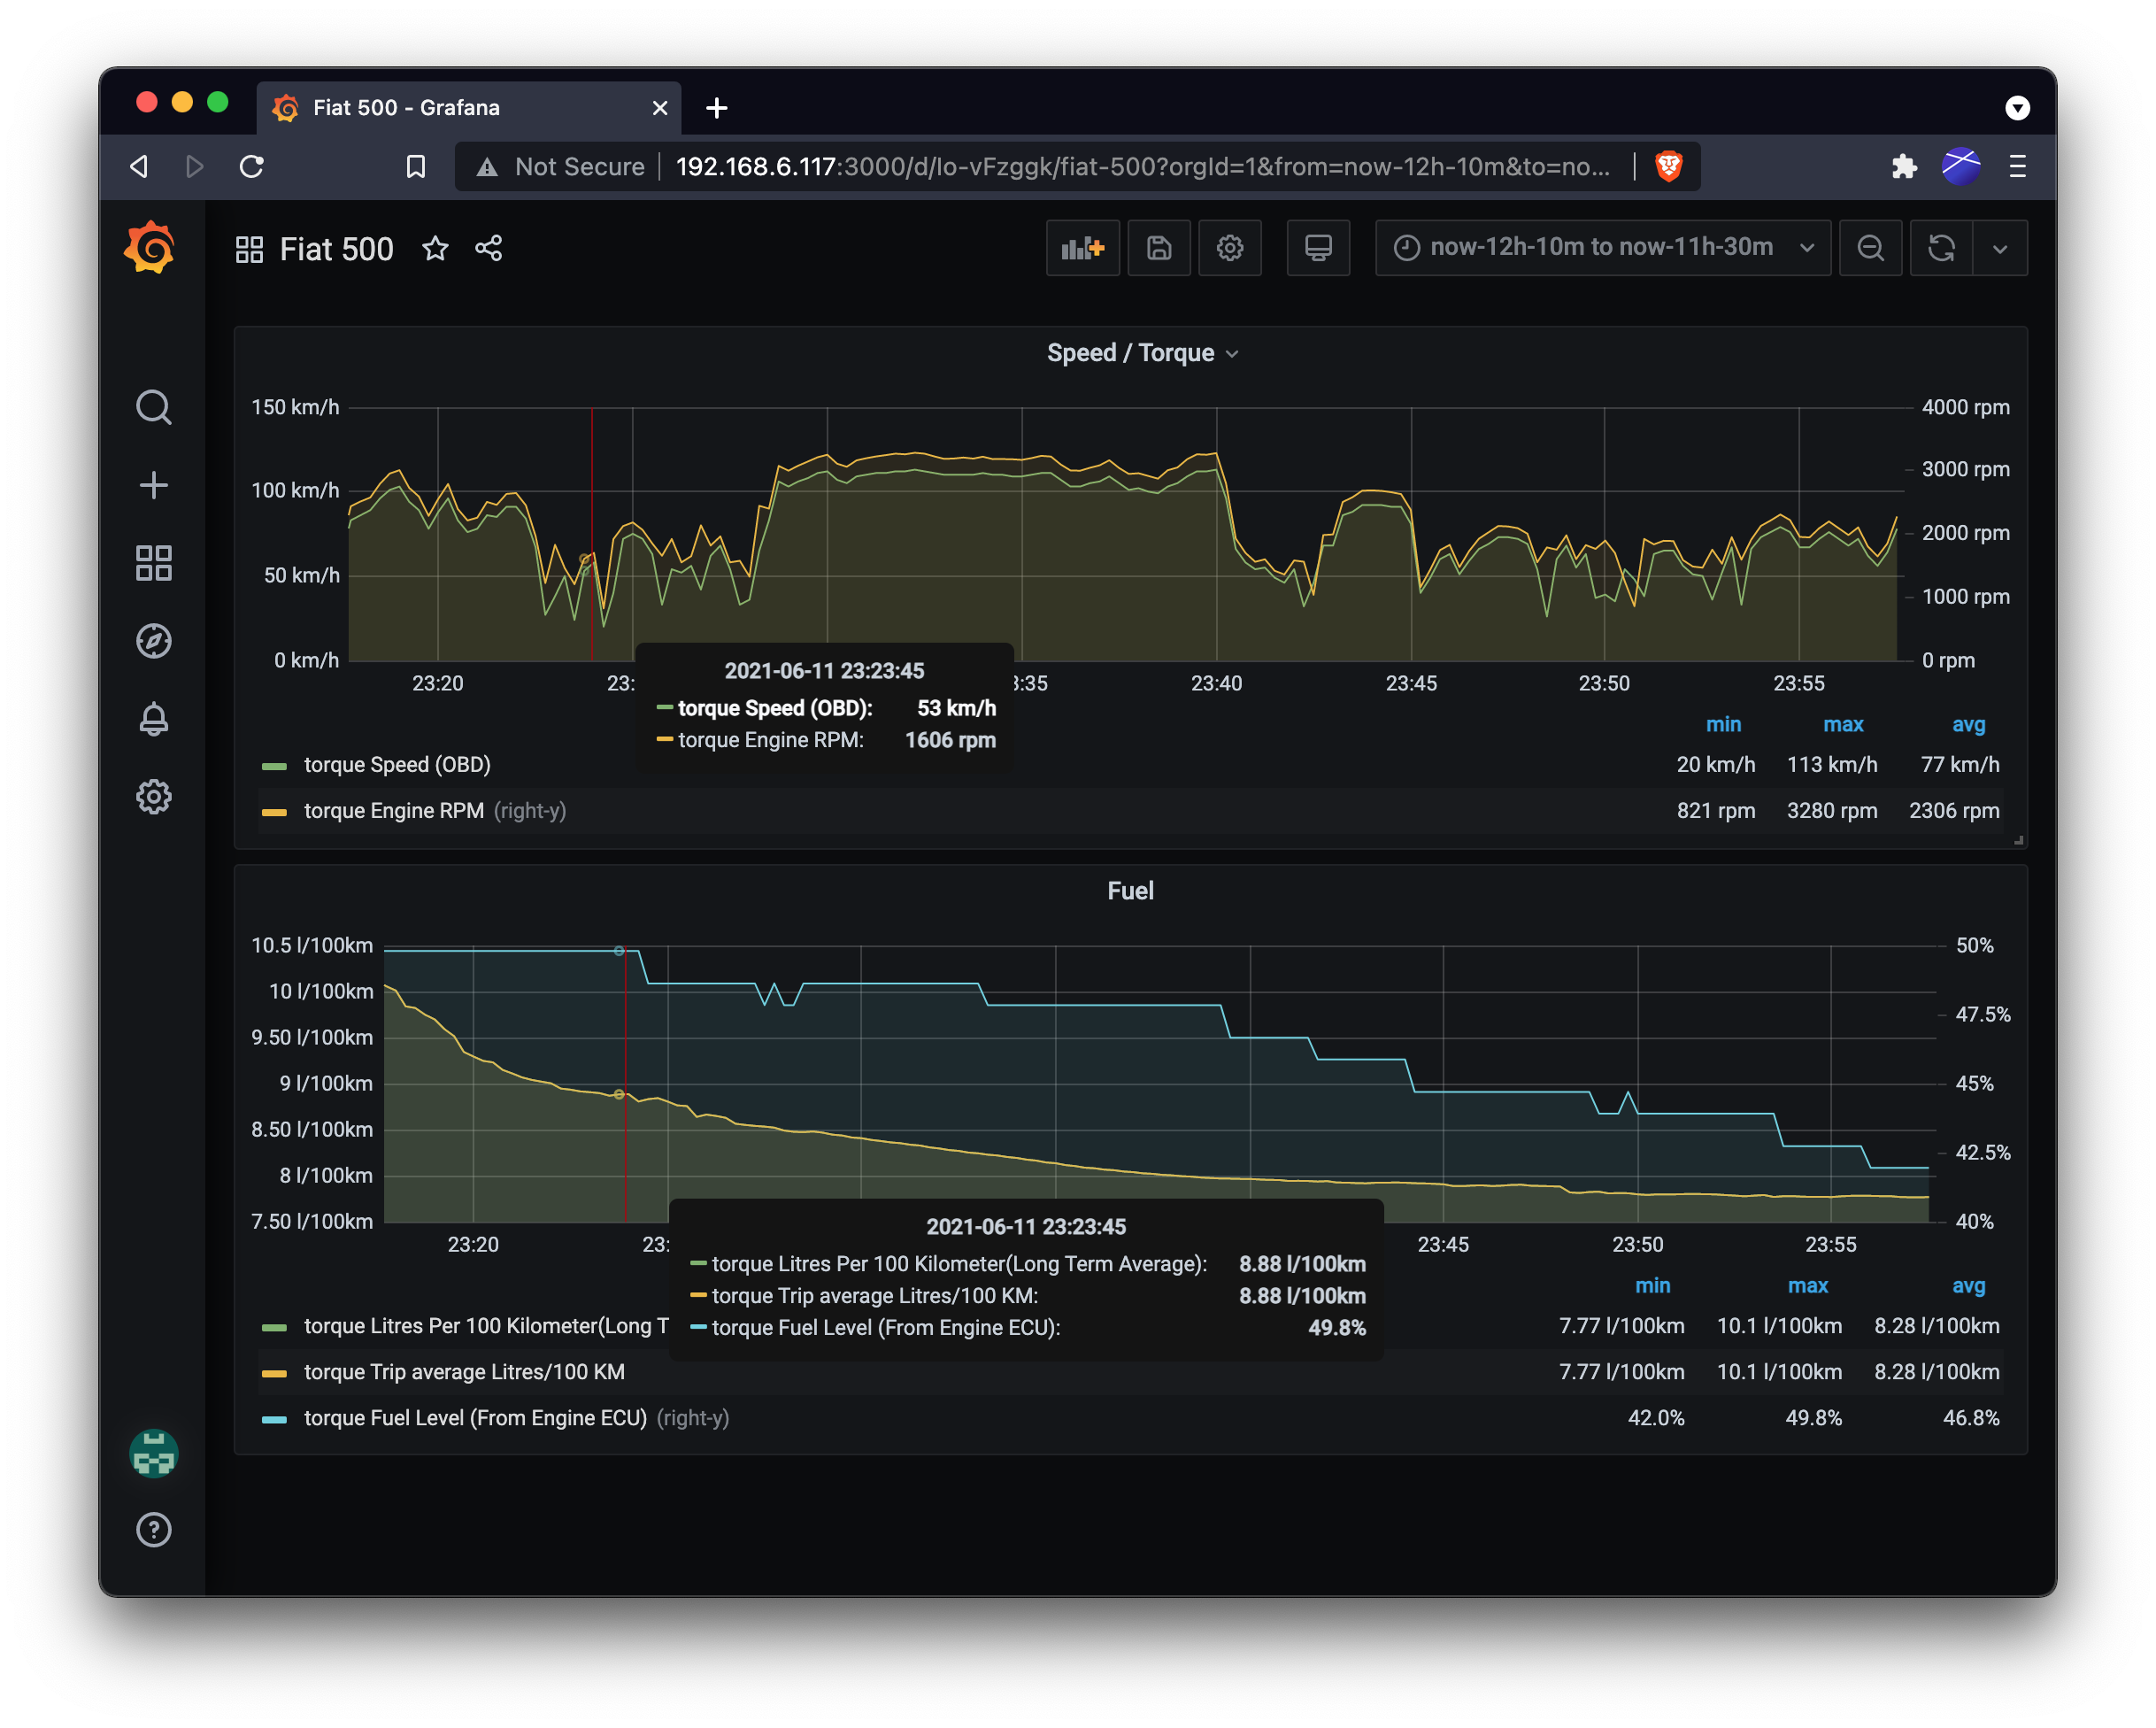 Fiat 500 - Grafana
Not Secure 192.168.6.117:3000/d/Io-vFzggk/fiat-500?orgId=1&from=now-12h-10m&to=no...
Fiat 500
now-12h-10m to now-11h-30m
Speed / Torque
150 km/h
100 km/h
50 km/h
0 km/h
4000 rpm
3000 rpm
2000 rpm
1000 rpm
0 rpm
23:20 23: 3:35 23:40 23:45 23:50 23:55
2021-06-11 23:23:45
torque Speed (OBD): 53 km/h
torque Engine RPM: 1606 rpm
min max avg
torque Speed (OBD) 20 km/h 113 km/h 77 km/h
torque Engine RPM (right-y) 821 rpm 3280 rpm 2306 rpm
Fuel
10.5 l/100km
10 l/100km
9.50 l/100km
9 l/100km
8.50 l/100km
8 l/100km
7.50 l/100km
50%
47.5%
45%
42.5%
40%
23:20 23: 23:45 23:50 23:55
2021-06-11 23:23:45
torque Litres Per 100 Kilometer(Long Term Average): 8.88 l/100km
torque Trip average Litres/100 KM: 8.88 l/100km
torque Fuel Level (From Engine ECU): 49.8%
min max avg
torque Litres Per 100 Kilometer(Long T 7.77 l/100km 10.1 l/100km 8.28 l/100km
torque Trip average Litres/100 KM 7.77 l/100km 10.1 l/100km 8.28 l/100km
torque Fuel Level (From Engine ECU) (right-y) 42.0% 49.8% 46.8%